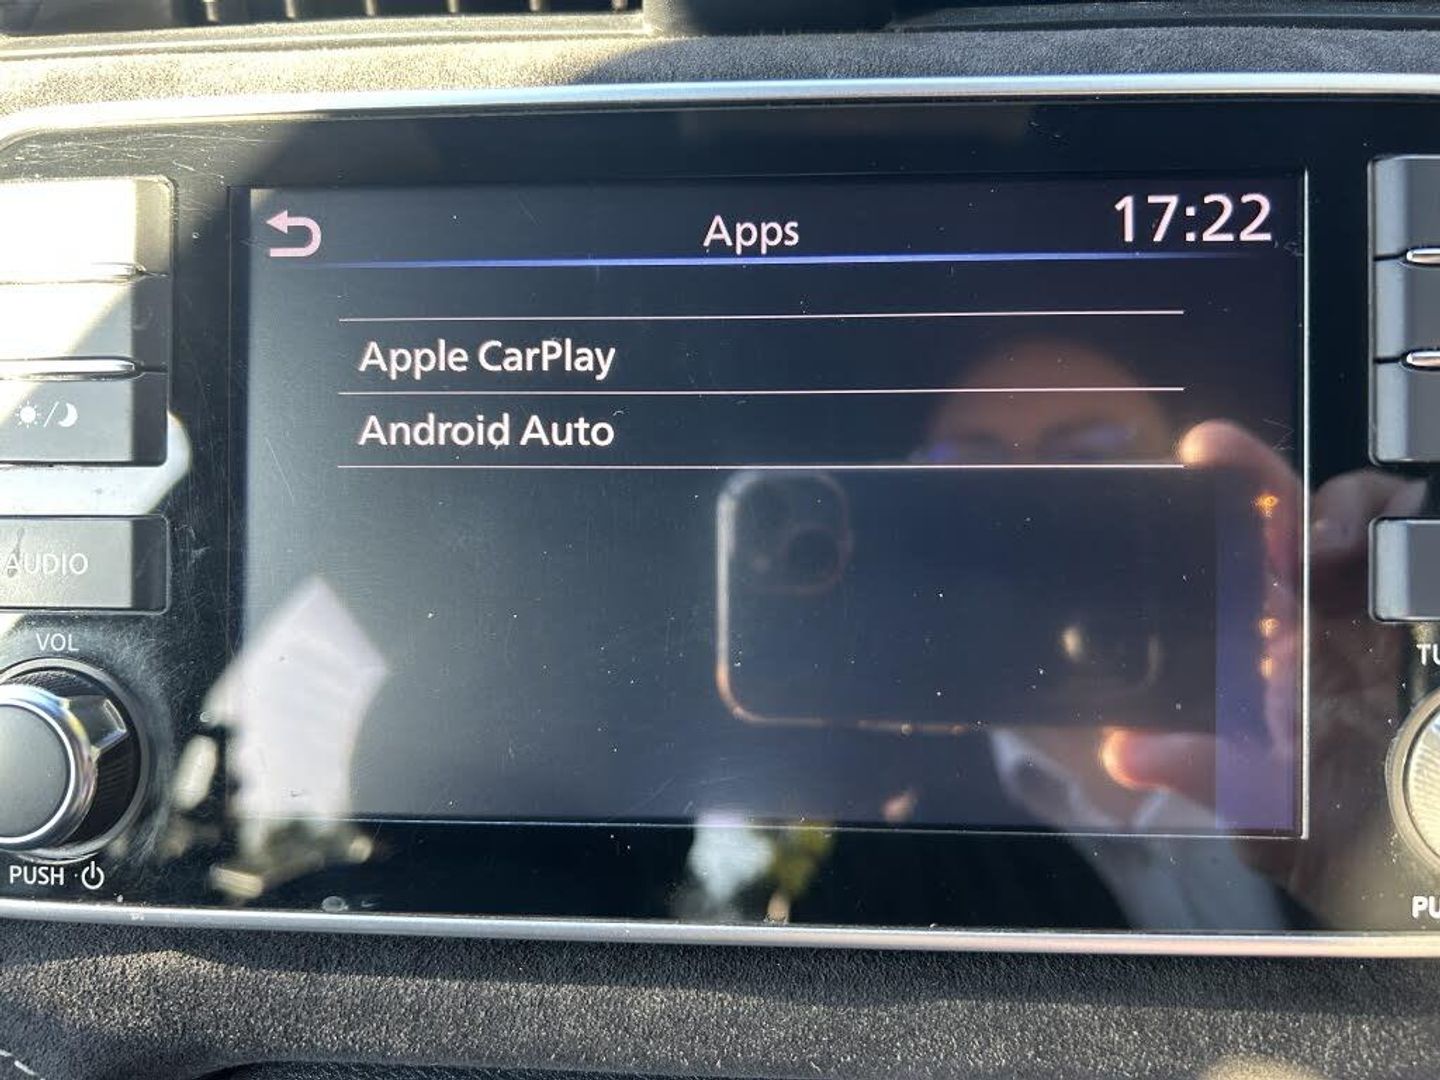 Apps
17:22
Apple CarPlay
Android Auto
AUDIO
VOL
PUSH